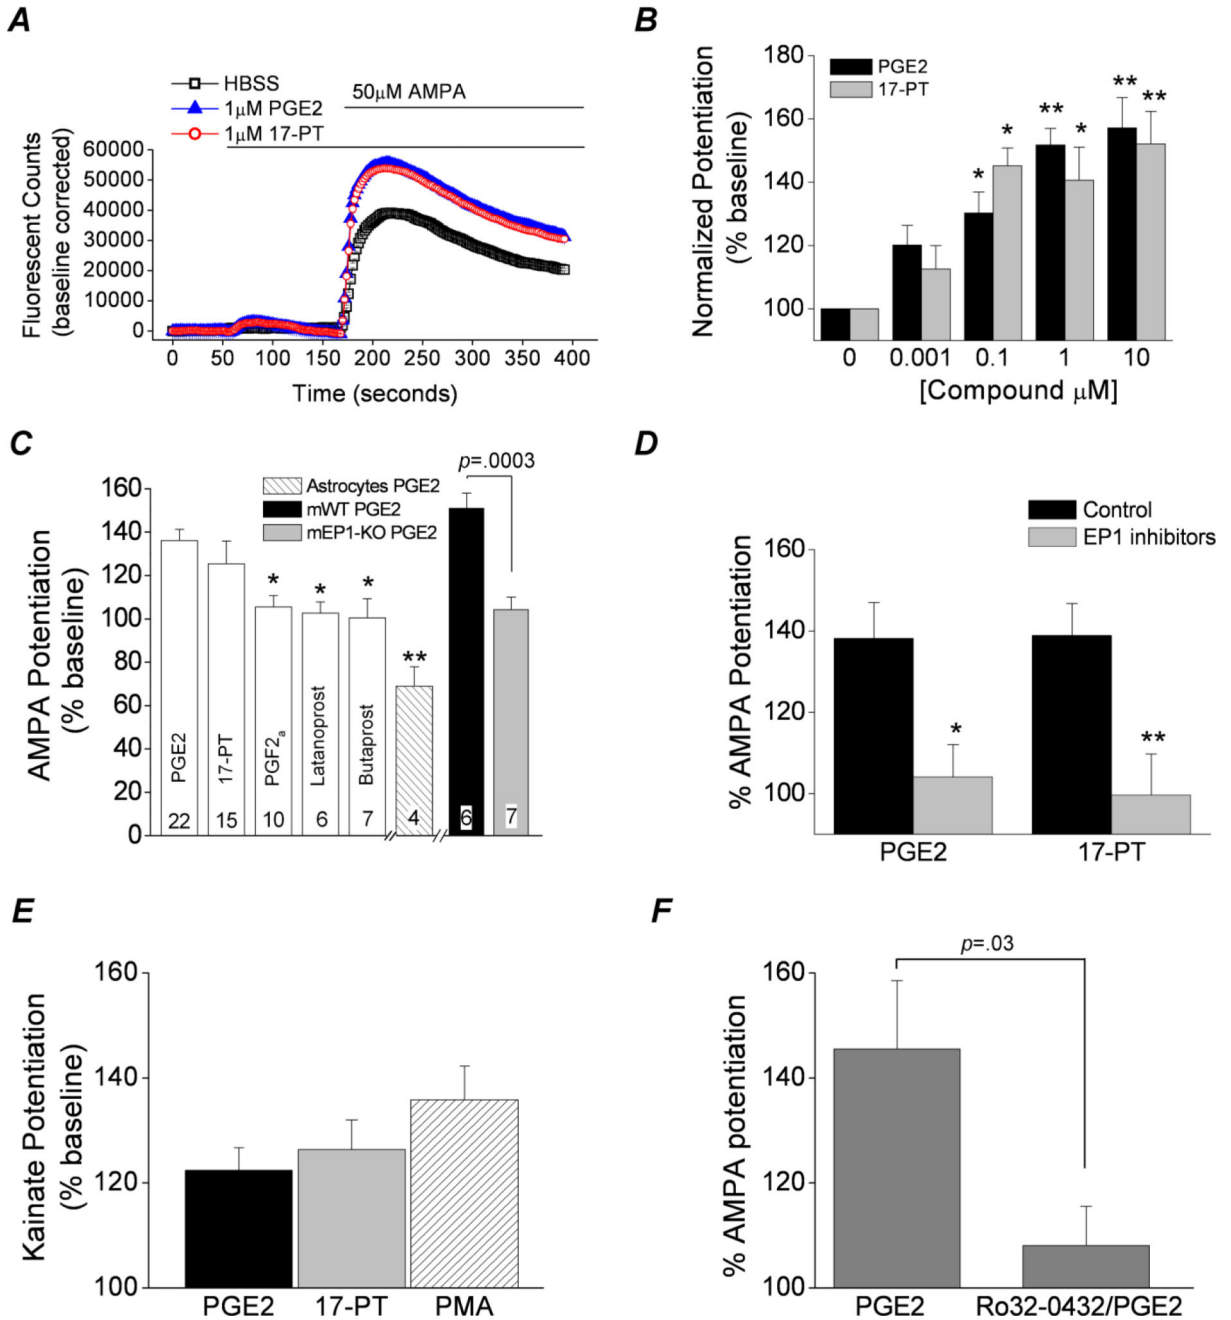 A
HBSS
1μM PGE2
1μM 17-PT
50μM AMPA
Fluorescent Counts
(baseline corrected)
60000
50000
40000
30000
20000
10000
0
0 50 100 150 200 250 300 350 400
Time (seconds)
B
PGE2
17-PT
Normalized Potentiation
(% baseline)
180
160
140
120
100
* * ** * ** **
0 0.001 0.1 1 10
[Compound μM]
C
Astrocytes PGE2
mWT PGE2
mEP1-KO PGE2
p=.0003
AMPA Potentiation
(% baseline)
160
140
120
100
80
60
40
20
0
* * * **
PGE2
17-PT
PGF2a
Latanoprost
Butaprost
22 15 10 6 7 4 6 7
D
Control
EP1 inhibitors
% AMPA Potentiation
160
140
120
100
* **
PGE2 17-PT
E
Kainate Potentiation
(% baseline)
160
140
120
100
PGE2 17-PT PMA
F
p=.03
% AMPA potentiation
160
140
120
100
PGE2 Ro32-0432/PGE2